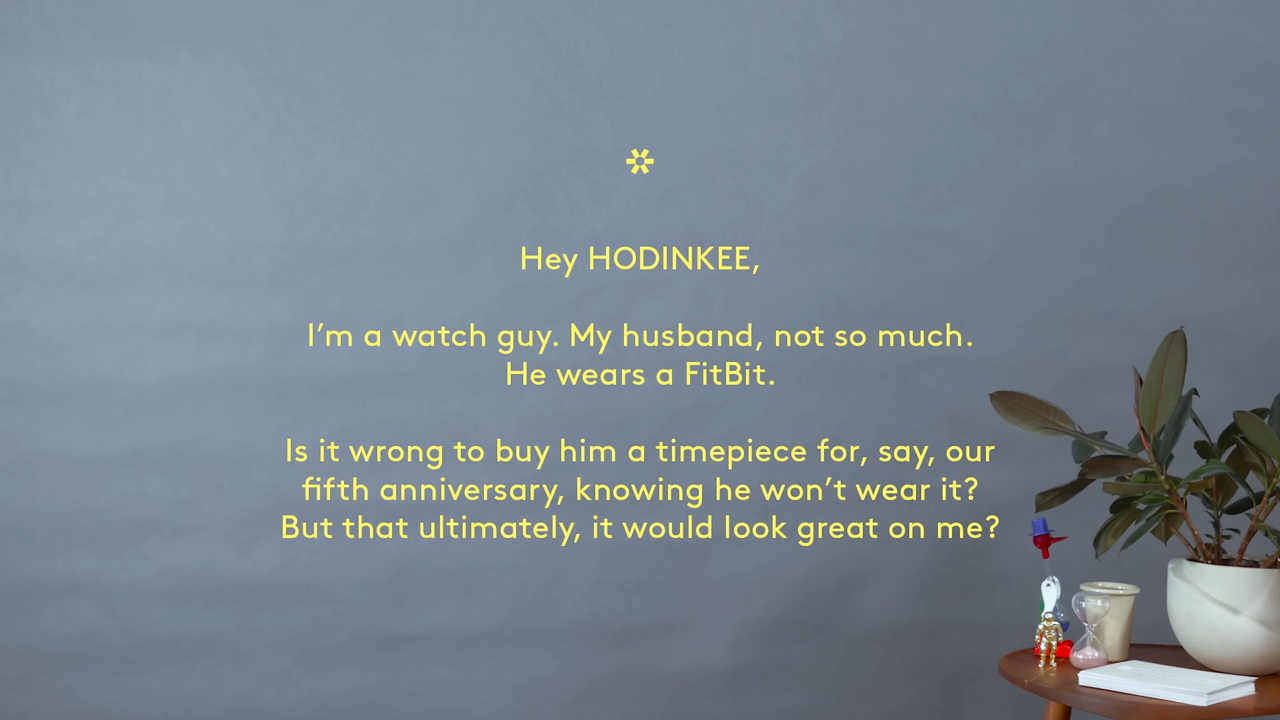 Hey HODINKEE,
I’m a watch guy. My husband, not so much.
He wears a FitBit.
Is it wrong to buy him a timepiece for, say, our
fifth anniversary, knowing he won’t wear it?
But that ultimately, it would look great on me?